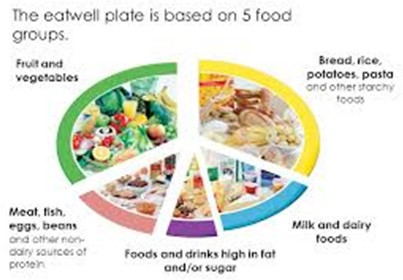 The eatwell plate is based on 5 food
groups.
Fruit and
vegetables
Bread, rice,
potatoes, pasta
and other starchy
foods
Meat, fish,
eggs, beans
and other non-
dairy sources of
protein
Foods and drinks high in fat
and/or sugar
Milk and dairy
foods